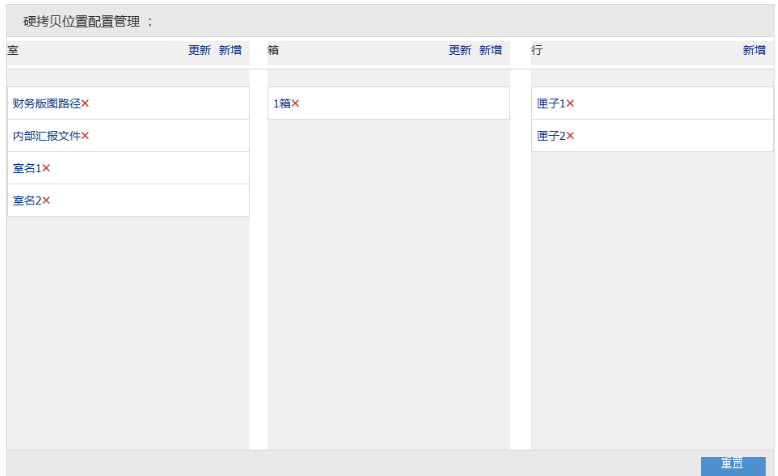 硬拷贝位置配置管理 ：
室 更新 新增 箱 更新 新增 行 新增
财务版图路径✕ 1箱✕ 匣子1✕
内部汇报文件✕ 匣子2✕
室名1✕
室名2✕
重置